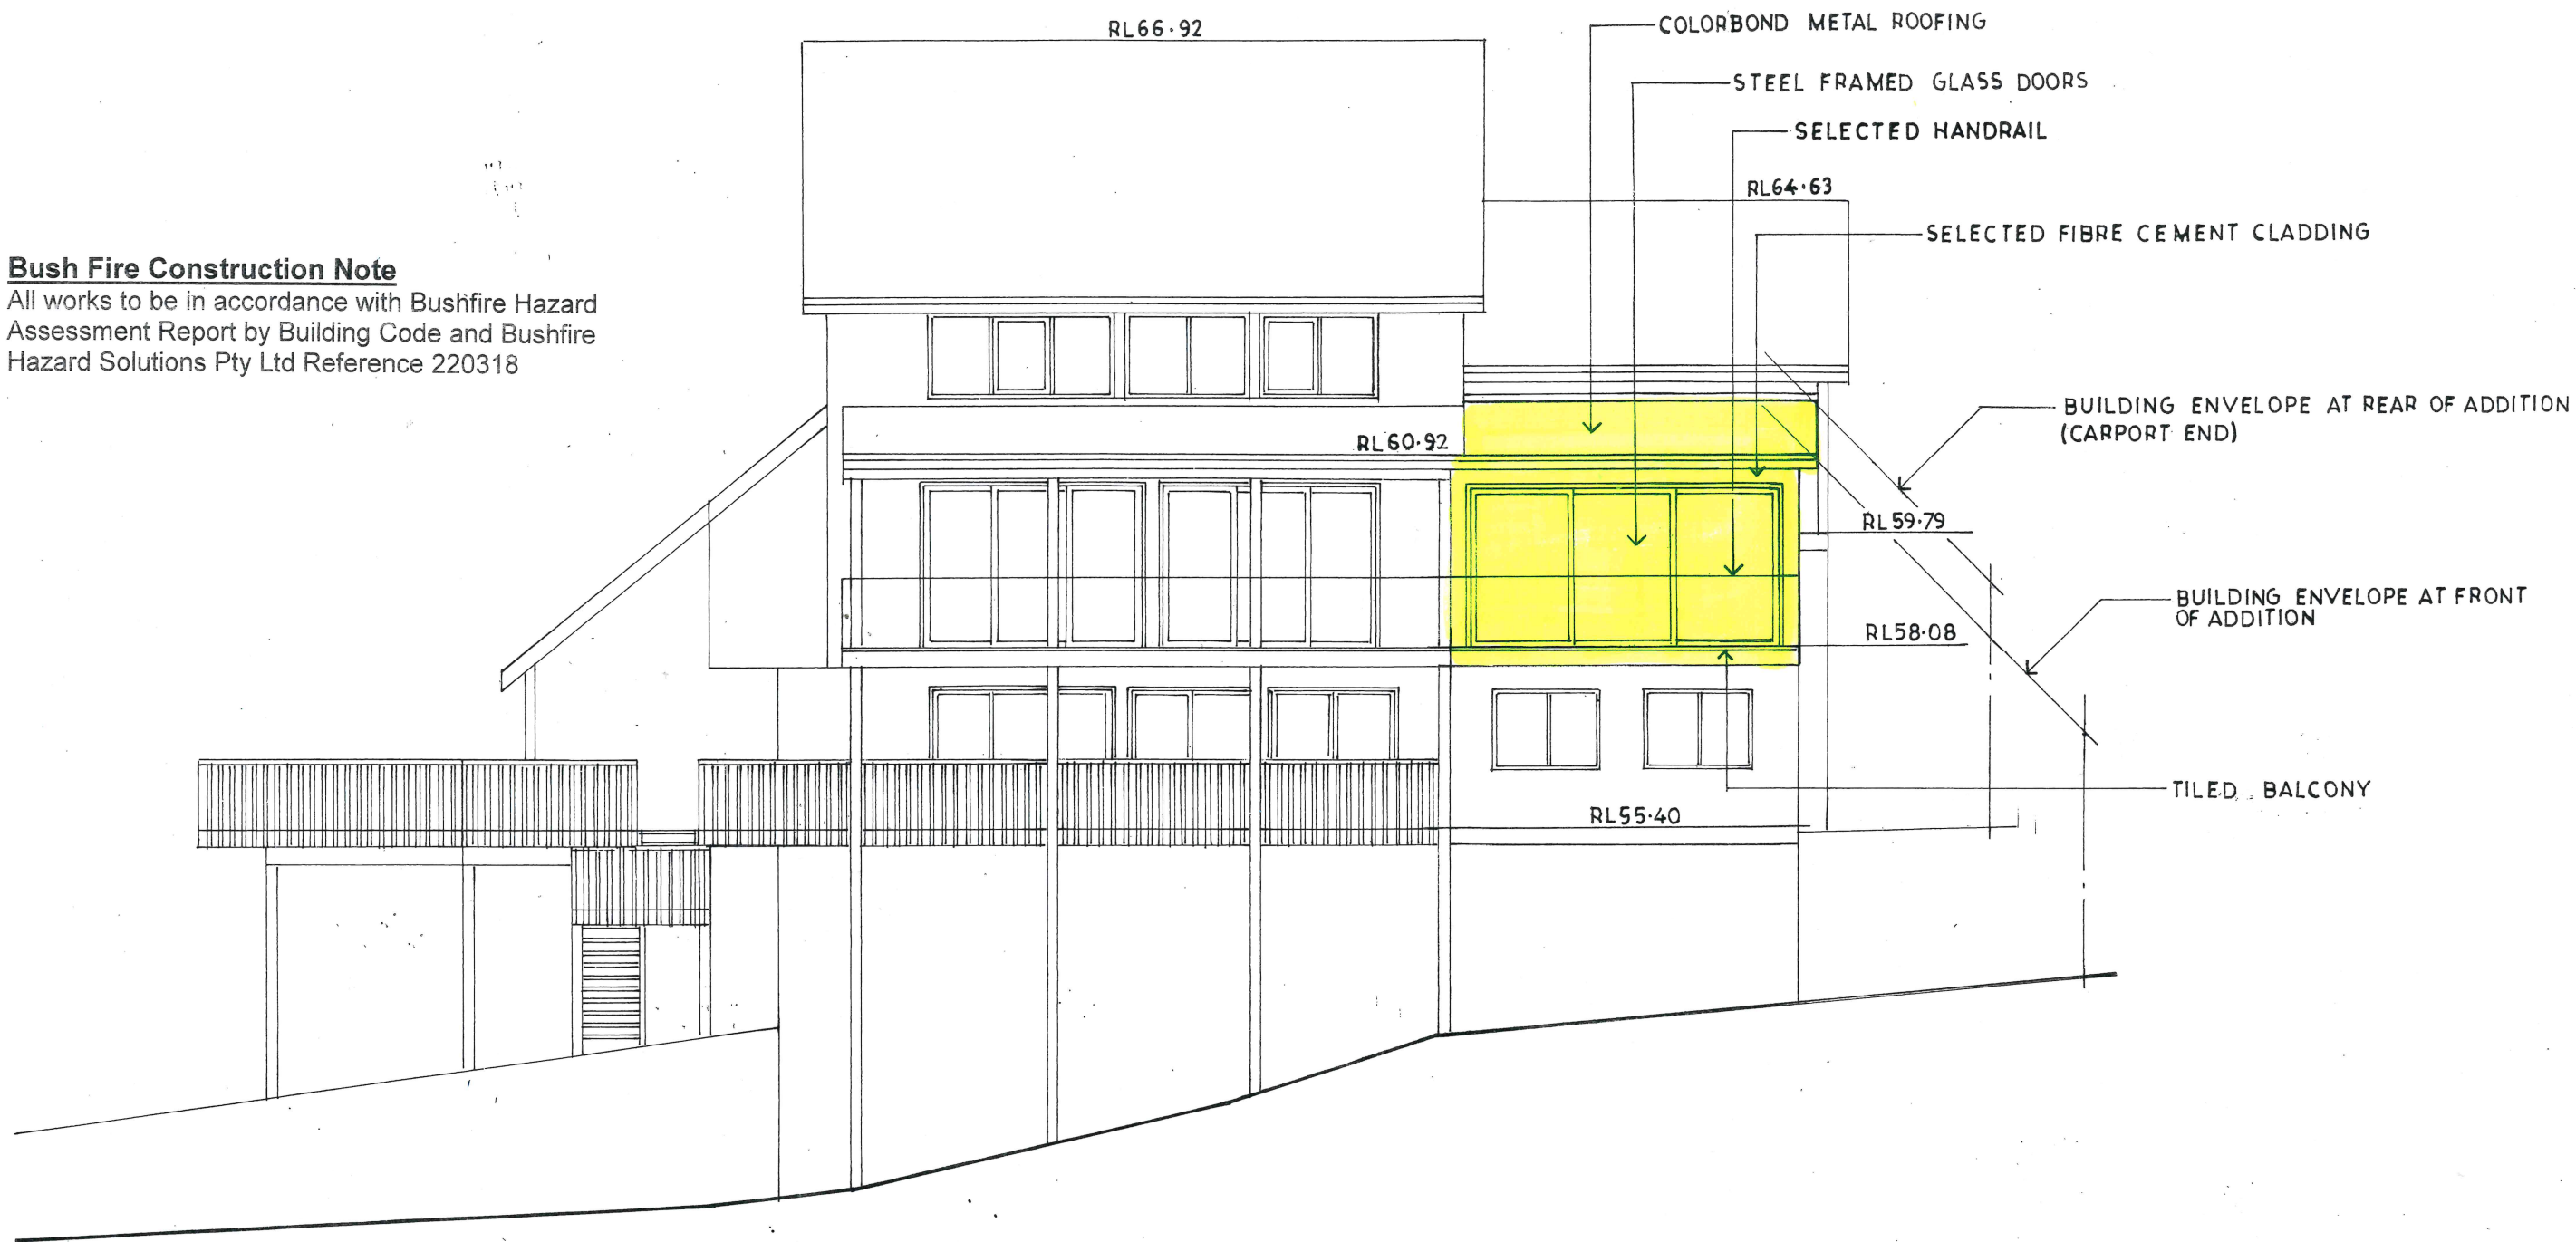 RL66·92
COLORBOND METAL ROOFING
STEEL FRAMED GLASS DOORS
SELECTED HANDRAIL
RL64·63
SELECTED FIBRE CEMENT CLADDING
Bush Fire Construction Note
All works to be in accordance with Bushfire Hazard
Assessment Report by Building Code and Bushfire
Hazard Solutions Pty Ltd Reference 220318
BUILDING ENVELOPE AT REAR OF ADDITION
(CARPORT END)
RL60·92
RL59·79
BUILDING ENVELOPE AT FRONT
OF ADDITION
RL58·08
TILED BALCONY
RL55·40